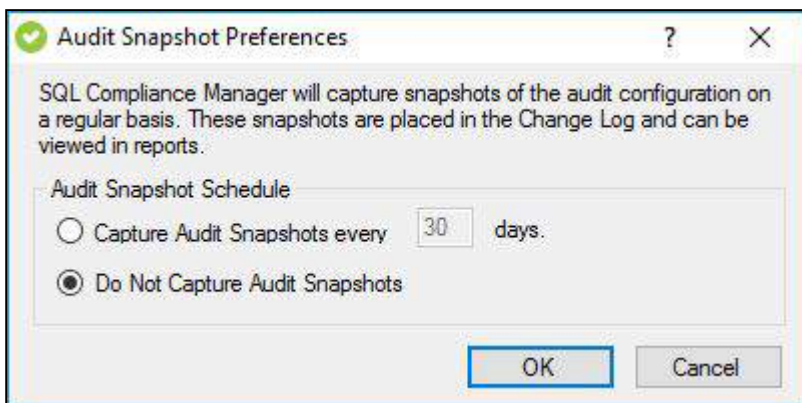 Audit Snapshot Preferences ? X
SQL Compliance Manager will capture snapshots of the audit configuration on
a regular basis. These snapshots are placed in the Change Log and can be
viewed in reports.
Audit Snapshot Schedule
Capture Audit Snapshots every 30 days.
Do Not Capture Audit Snapshots
OK Cancel